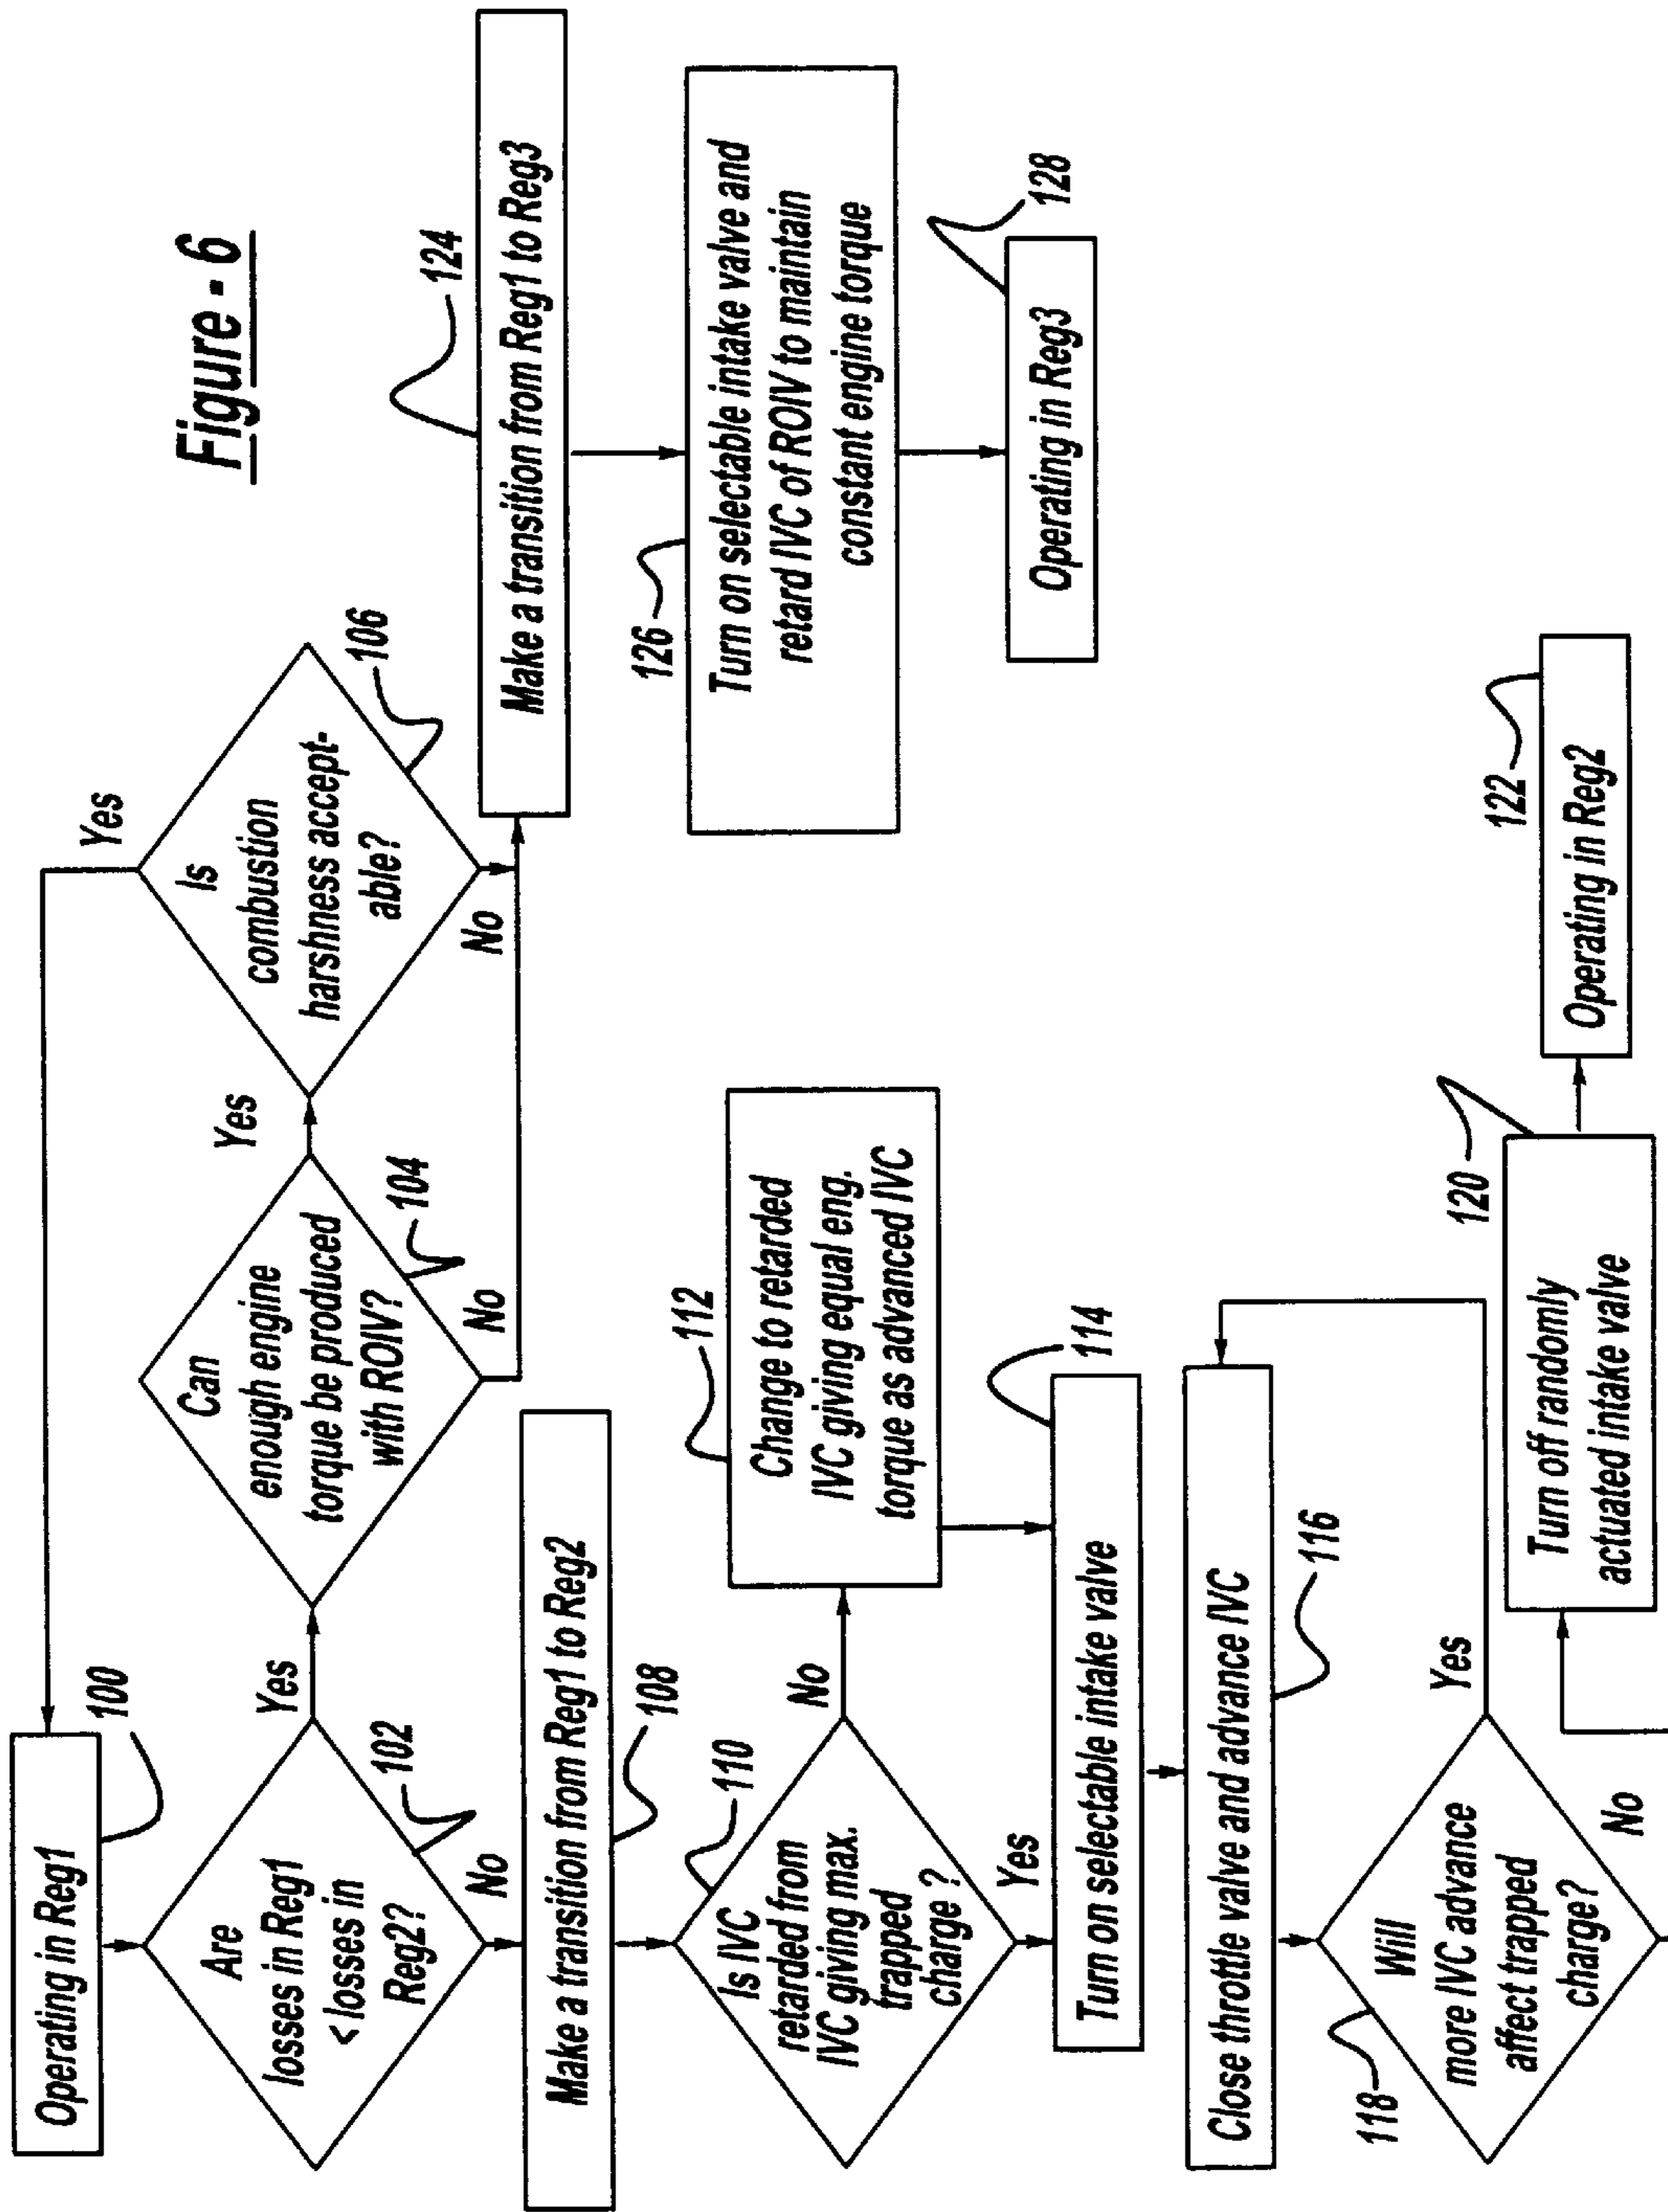 Figure - 6
Operating in Reg1
100
Are
losses in Reg1
< losses in
Reg2?
102
Yes
No
Can
enough engine
torque be produced
with ROIV?
104
Yes
No
Is
combustion
harshness accept-
able?
106
Yes
No
Make a transition from Reg1 to Reg3
124
Turn on selectable intake valve and
retard IVC of ROIV to maintain
constant engine torque
126
Operating in Reg3
128
Make a transition from Reg1 to Reg2
108
Is IVC
retarded from
IVC giving max.
trapped
charge ?
110
No
Yes
Change to retarded
IVC giving equal eng.
torque as advanced IVC
112
Turn on selectable intake valve
114
Close throttle valve and advance IVC
116
Will
more IVC advance
affect trapped
charge?
118
Yes
No
Turn off randomly
actuated intake valve
120
Operating in Reg2
122